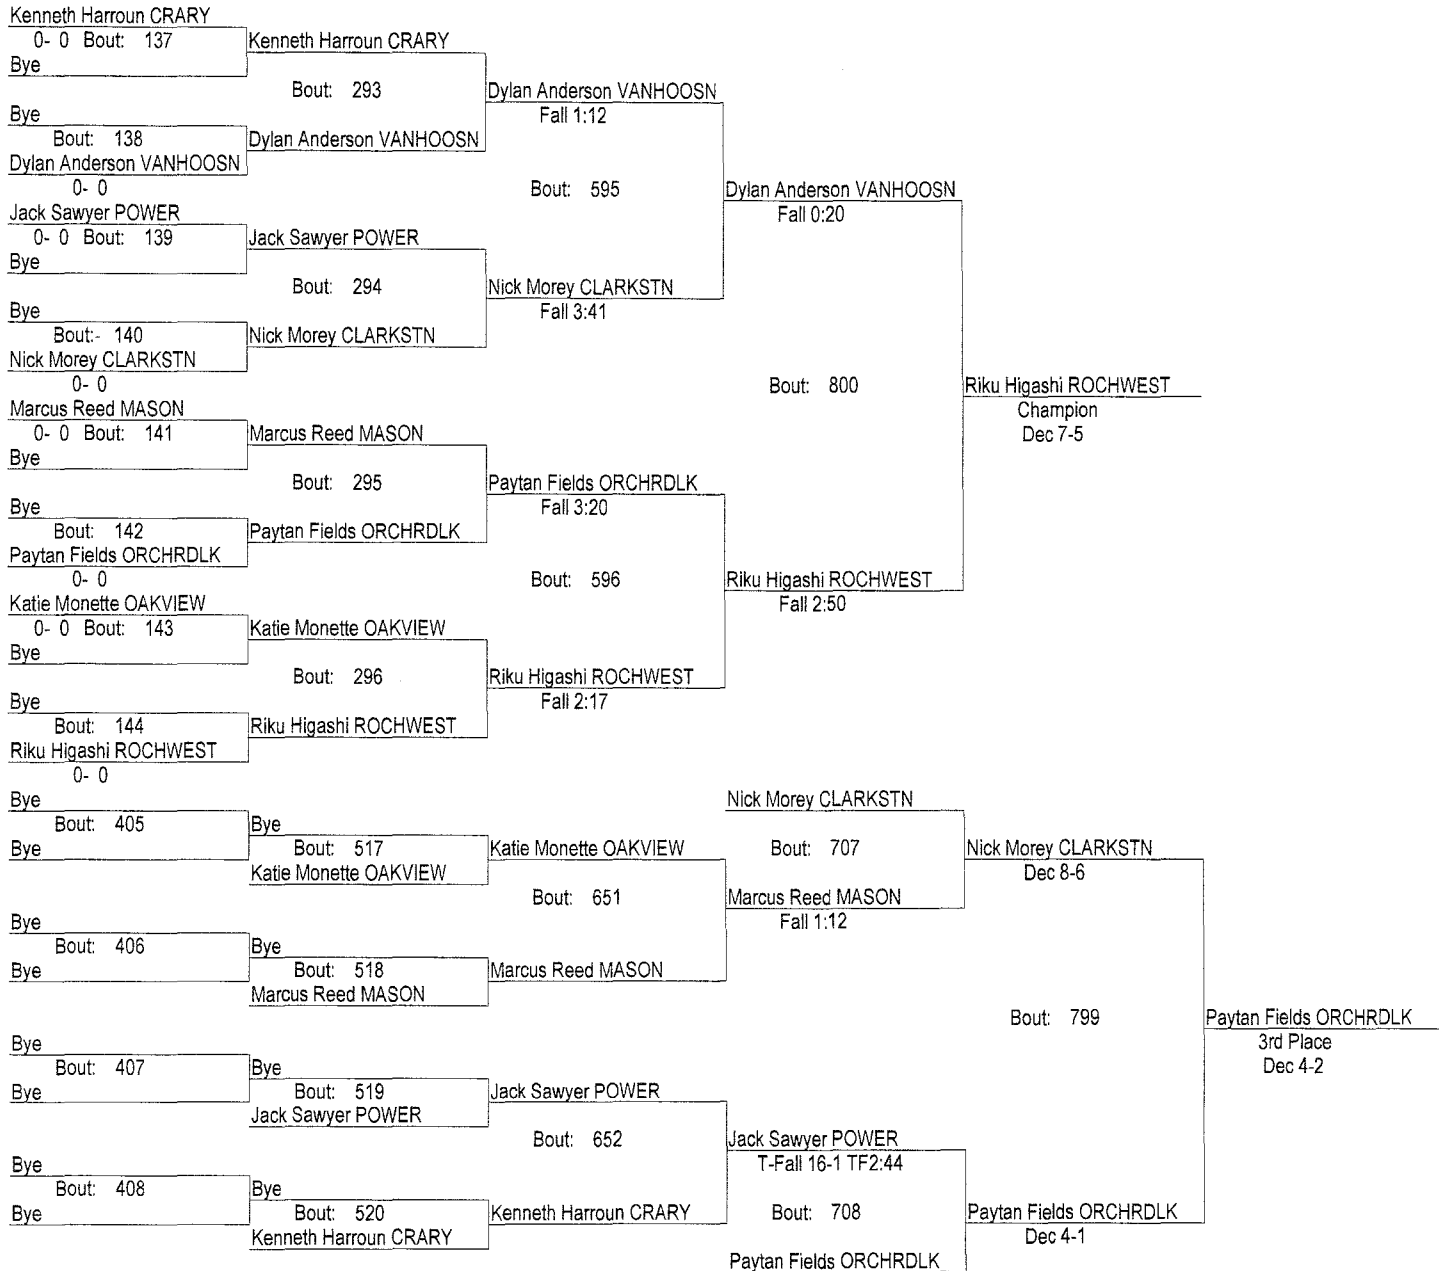 Kenneth Harroun CRARY
0- 0 Bout: 137
Bye
Kenneth Harroun CRARY
Bout: 293
Bye
Bout: 138
Dylan Anderson VANHOOSN
0- 0
Dylan Anderson VANHOOSN
Dylan Anderson VANHOOSN
Fall 1:12
Bout: 595
Jack Sawyer POWER
0- 0 Bout: 139
Bye
Jack Sawyer POWER
Bout: 294
Bye
Bout:- 140
Nick Morey CLARKSTN
0- 0
Nick Morey CLARKSTN
Nick Morey CLARKSTN
Fall 3:41
Dylan Anderson VANHOOSN
Fall 0:20
Bout: 800
Marcus Reed MASON
0- 0 Bout: 141
Bye
Marcus Reed MASON
Bout: 295
Bye
Bout: 142
Paytan Fields ORCHRDLK
0- 0
Paytan Fields ORCHRDLK
Paytan Fields ORCHRDLK
Fall 3:20
Bout: 596
Katie Monette OAKVIEW
0- 0 Bout: 143
Bye
Katie Monette OAKVIEW
Bout: 296
Bye
Bout: 144
Riku Higashi ROCHWEST
0- 0
Riku Higashi ROCHWEST
Riku Higashi ROCHWEST
Fall 2:17
Riku Higashi ROCHWEST
Fall 2:50
Riku Higashi ROCHWEST
Champion
Dec 7-5
Bye
Bout: 405
Bye
Bye
Bout: 517
Katie Monette OAKVIEW
Katie Monette OAKVIEW
Bout: 651
Bye
Bout: 406
Bye
Bye
Bout: 518
Marcus Reed MASON
Marcus Reed MASON
Nick Morey CLARKSTN
Bout: 707
Marcus Reed MASON
Fall 1:12
Nick Morey CLARKSTN
Dec 8-6
Bout: 799
Bye
Bout: 407
Bye
Bye
Bout: 519
Jack Sawyer POWER
Jack Sawyer POWER
Bout: 652
Bye
Bout: 408
Bye
Bye
Bout: 520
Kenneth Harroun CRARY
Kenneth Harroun CRARY
Jack Sawyer POWER
T-Fall 16-1 TF2:44
Bout: 708
Paytan Fields ORCHRDLK
Paytan Fields ORCHRDLK
Dec 4-1
Paytan Fields ORCHRDLK
3rd Place
Dec 4-2